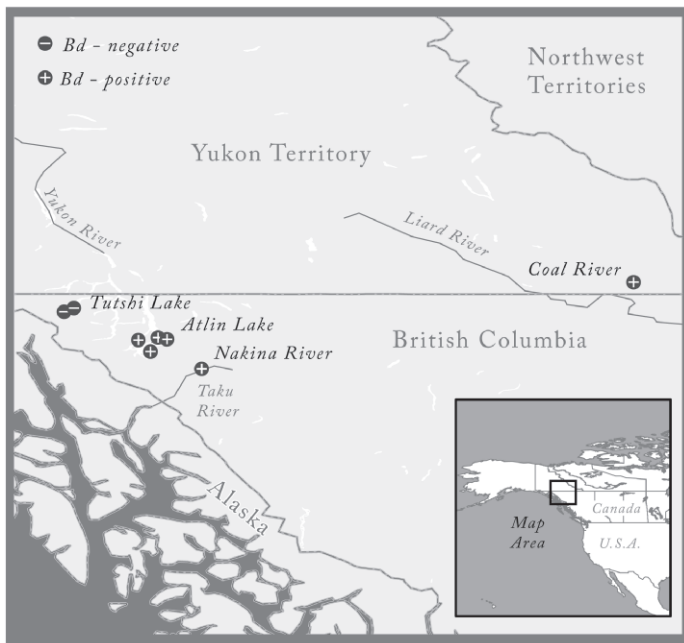 Bd - negative
Bd - positive
Northwest
Territories
Yukon Territory
Yukon River
Liard River
Coal River
Tutshi Lake
Atlin Lake
British Columbia
Nakina River
Taku
River
Alaska
Canada
Map
Area
U.S.A.